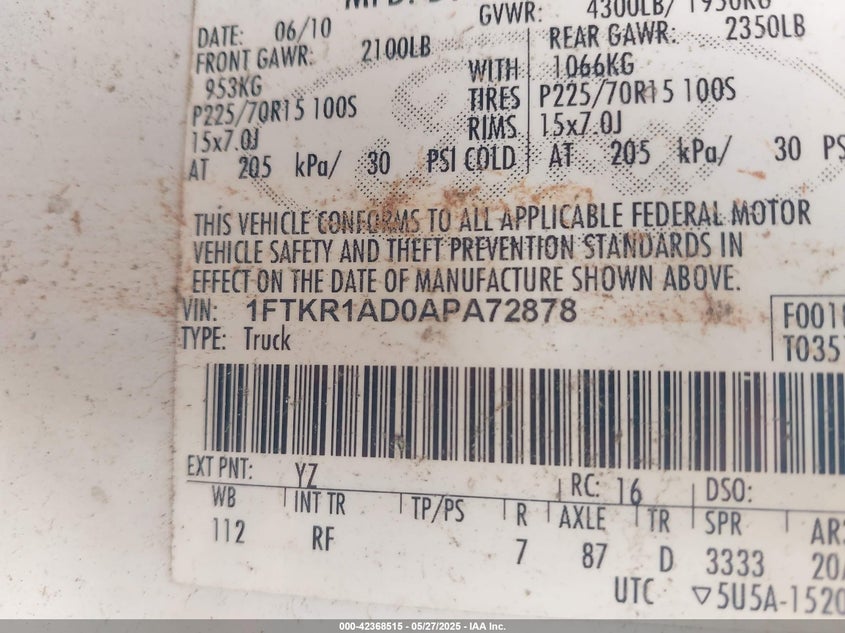 GVWR: 4300LB/ 1950KG
DATE: 06/10
FRONT GAWR: 2100LB
REAR GAWR: 2350LB
953KG WITH 1066KG
P225/70R15 100S TIRES P225/70R15 100S
15x7.0J RIMS 15x7.0J
AT 205 kPa/ 30 PSI COLD AT 205 kPa/ 30
THIS VEHICLE CONFORMS TO ALL APPLICABLE FEDERAL MOTOR
VEHICLE SAFETY AND THEFT PREVENTION STANDARDS IN
EFFECT ON THE DATE OF MANUFACTURE SHOWN ABOVE.
VIN: 1FTKR1AD0APA72878
TYPE: Truck
EXT PNT: YZ RC: 16 DSO:
WB INT TR TP/PS R AXLE TR SPR
112 RF 7 87 D 3333
UTC ▽5U5A-1520
000-42368515 — 05/27/2025 — IAA Inc.